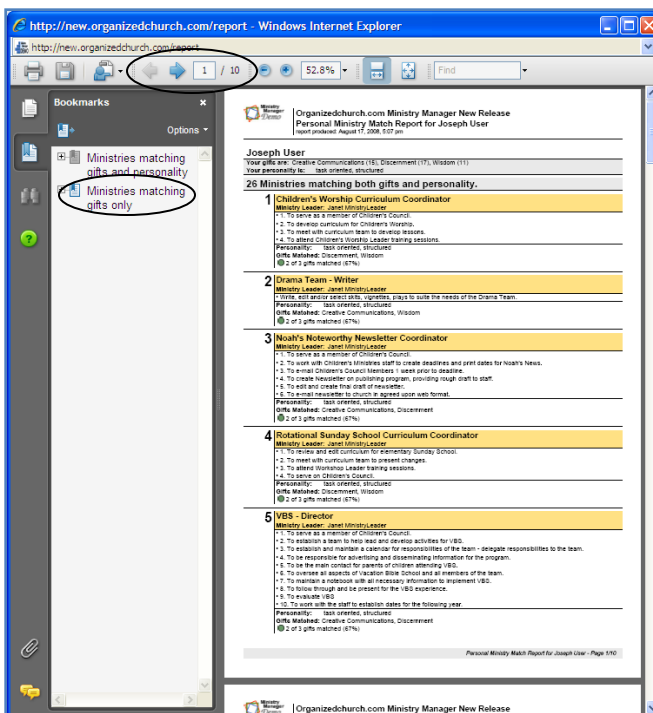 http://new.organizedchurch.com/report - Windows Internet Explorer
http://new.organizedchurch.com/report
1 / 10 52.8% Find
Bookmarks
Options
Ministries matching
gifts and personality
Ministries matching
gifts only
Ministry
Manager
Demo
Organizedchurch.com Ministry Manager New Release
Personal Ministry Match Report for Joseph User
report produced: August 17, 2008, 5:07 pm
Joseph User
Your gifts are: Creative Communications (15), Discernment (17), Wisdom (11)
Your personality is: task oriented, structured
26 Ministries matching both gifts and personality.
1 Children's Worship Curriculum Coordinator
Ministry Leader: Janet MinistryLeader
• 1. To serve as a member of Children's Council.
• 2. To develop curriculum for Children's Worship.
• 3. To meet with curriculum team to develop lessons.
• 4. To attend Children's Worship Leader training sessions.
Personality: task oriented, structured
Gifts Matched: Discernment, Wisdom
2 of 3 gifts matched (67%)
2 Drama Team - Writer
Ministry Leader: Janet MinistryLeader
• Write, edit and/or select skits, vignettes, plays to suite the needs of the Drama Team.
Personality: task oriented, structured
Gifts Matched: Creative Communications, Wisdom
2 of 3 gifts matched (67%)
3 Noah's Noteworthy Newsletter Coordinator
Ministry Leader: Janet MinistryLeader
• 1. To serve as a member of Children's Council.
• 2. To work with Children's Ministries staff to create deadlines and print dates for Noah's News.
• 3. To e-mail Children's Council Members 1 week prior to deadline.
• 4. To create Newsletter on publishing program, providing rough draft to staff.
• 5. To edit and create final draft of newsletter.
• 6. To e-mail newsletter to church in agreed upon web format.
Personality: task oriented, structured
Gifts Matched: Creative Communications, Discernment
2 of 3 gifts matched (67%)
4 Rotational Sunday School Curriculum Coordinator
Ministry Leader: Janet MinistryLeader
• 1. To review and edit curriculum for elementary Sunday School.
• 2. To meet with curriculum team to present changes.
• 3. To attend Workshop Leader training sessions.
• 4. To serve on Children's Council.
Personality: task oriented, structured
Gifts Matched: Discernment, Wisdom
2 of 3 gifts matched (67%)
5 VBS - Director
Ministry Leader: Janet MinistryLeader
• 1. To serve as a member of Children's Council.
• 2. To establish a team to help lead and develop activities for VBS.
• 3. To establish and maintain a calendar for responsibilities of the team - delegate responsibilities to the team.
• 4. To be responsible for advertising and disseminating information for the program.
• 5. To be the main contact for parents of children attending VBS.
• 6. To oversee all aspects of Vacation Bible School and all members of the team.
• 7. To maintain a notebook with all necessary information to implement VBS.
• 8. To follow through and be present for the VBS experience.
• 9. To evaluate VBS
• 10. To work with the staff to establish dates for the following year.
Personality: task oriented, structured
Gifts Matched: Creative Communications, Discernment
2 of 3 gifts matched (67%)
Personal Ministry Match Report for Joseph User - Page 1/10
Ministry
Manager
Organizedchurch.com Ministry Manager New Release